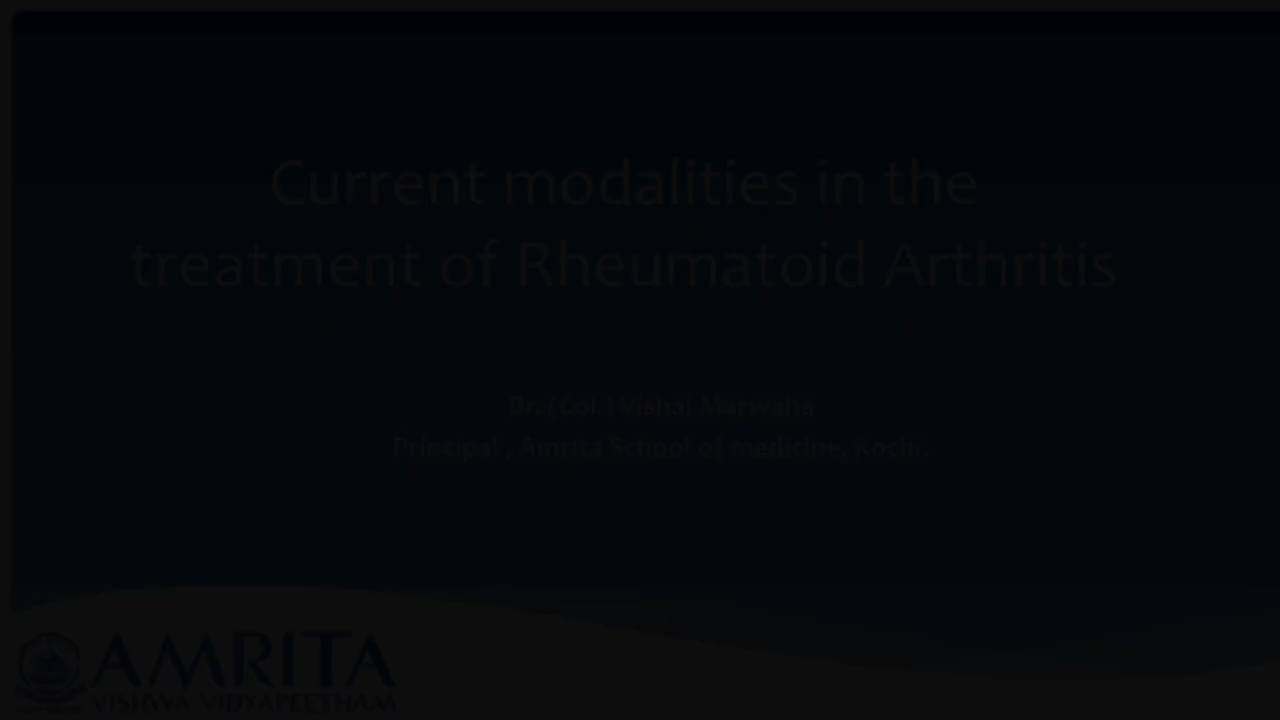 Current modalities in the
treatment of Rheumatoid Arthritis
Dr. (Col.) Vishal Marwaha
Principal , Amrita School of medicine, Kochi.
AMRITA
VISHWA VIDYAPEETHAM